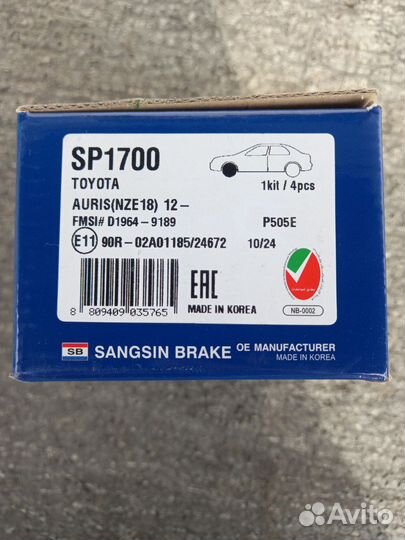 SP1700
TOYOTA
1kit / 4pcs
AURIS(NZE18) 12-
FMSI# D1964-9189
P505E
E11 90R-02A01185/24672
10/24
EAC
MADE IN KOREA
8 809409 035765
NB-0002
SB SANGSIN BRAKE OE MANUFACTURER
MADE IN KOREA
Avito